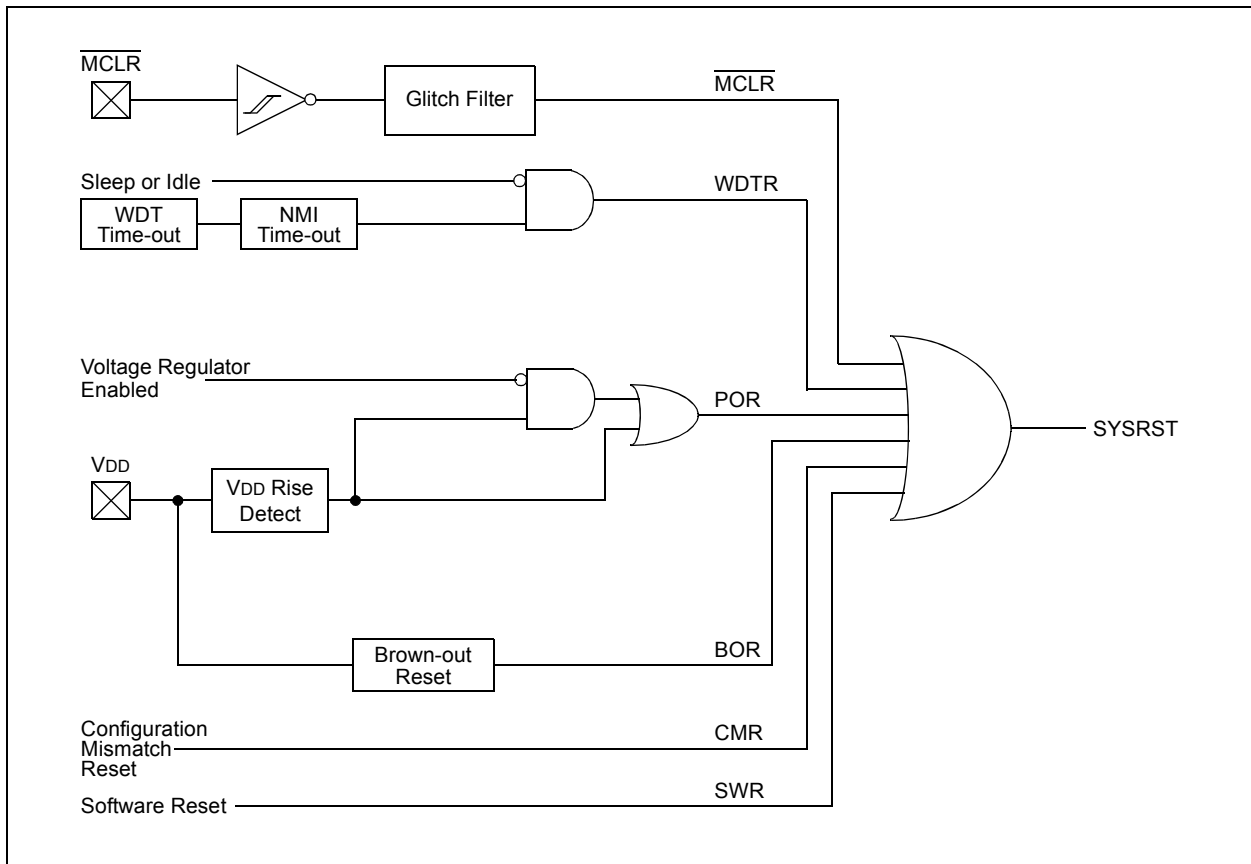 MCLR
Glitch Filter
MCLR
Sleep or Idle
WDT
Time-out
NMI
Time-out
WDTR
Voltage Regulator
Enabled
POR
SYSRST
VDD
VDD Rise
Detect
Brown-out
Reset
BOR
Configuration
Mismatch
Reset
CMR
Software Reset
SWR